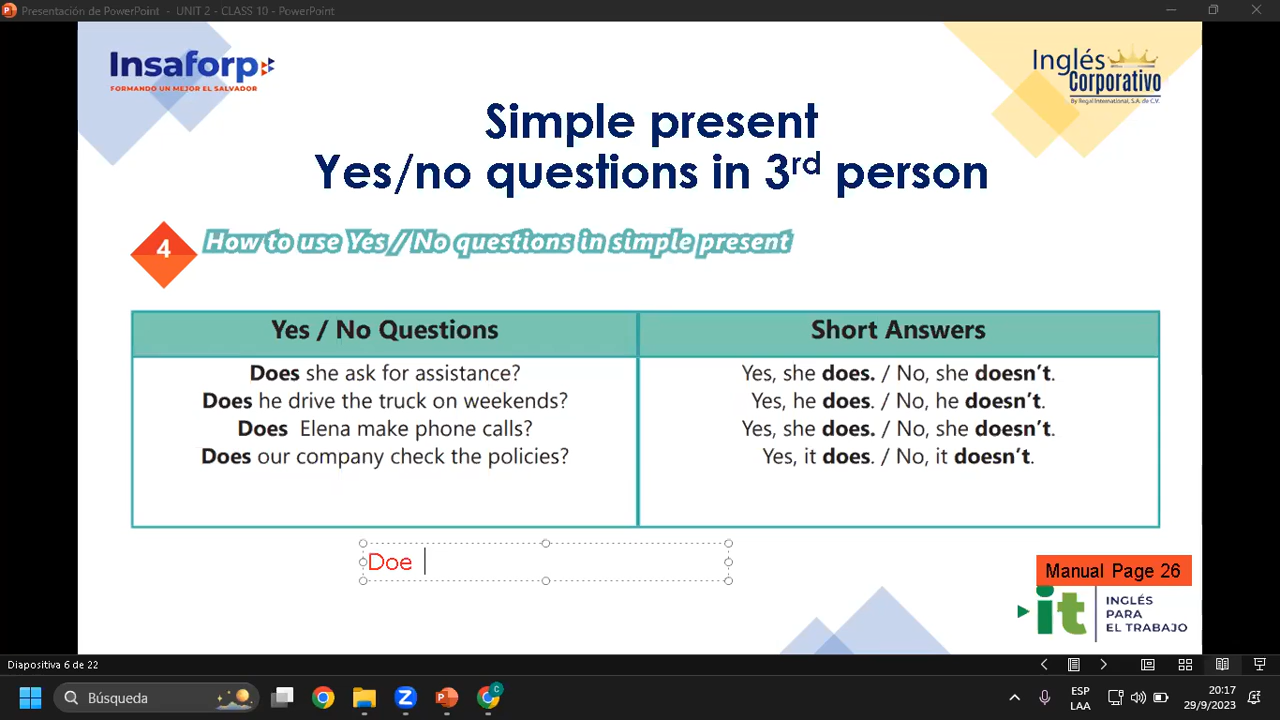 Presentación de PowerPoint - UNIT 2 - CLASS 10 - PowerPoint
Insaforp
FORMANDO UN MEJOR EL SALVADOR
Inglés
Corporativo
By Regal International, S.A. de C.V.
Simple present
Yes/no questions in 3rd person
4
How to use Yes / No questions in simple present
Yes / No Questions
Short Answers
Does she ask for assistance?
Yes, she does. / No, she doesn't.
Does he drive the truck on weekends?
Yes, he does. / No, he doesn't.
Does Elena make phone calls?
Yes, she does. / No, she doesn't.
Does our company check the policies?
Yes, it does. / No, it doesn't.
Doe
Manual Page 26
it
INGLÉS
PARA
EL TRABAJO
Diapositiva 6 de 22
Búsqueda
C
ESP
LAA
20:17
29/9/2023